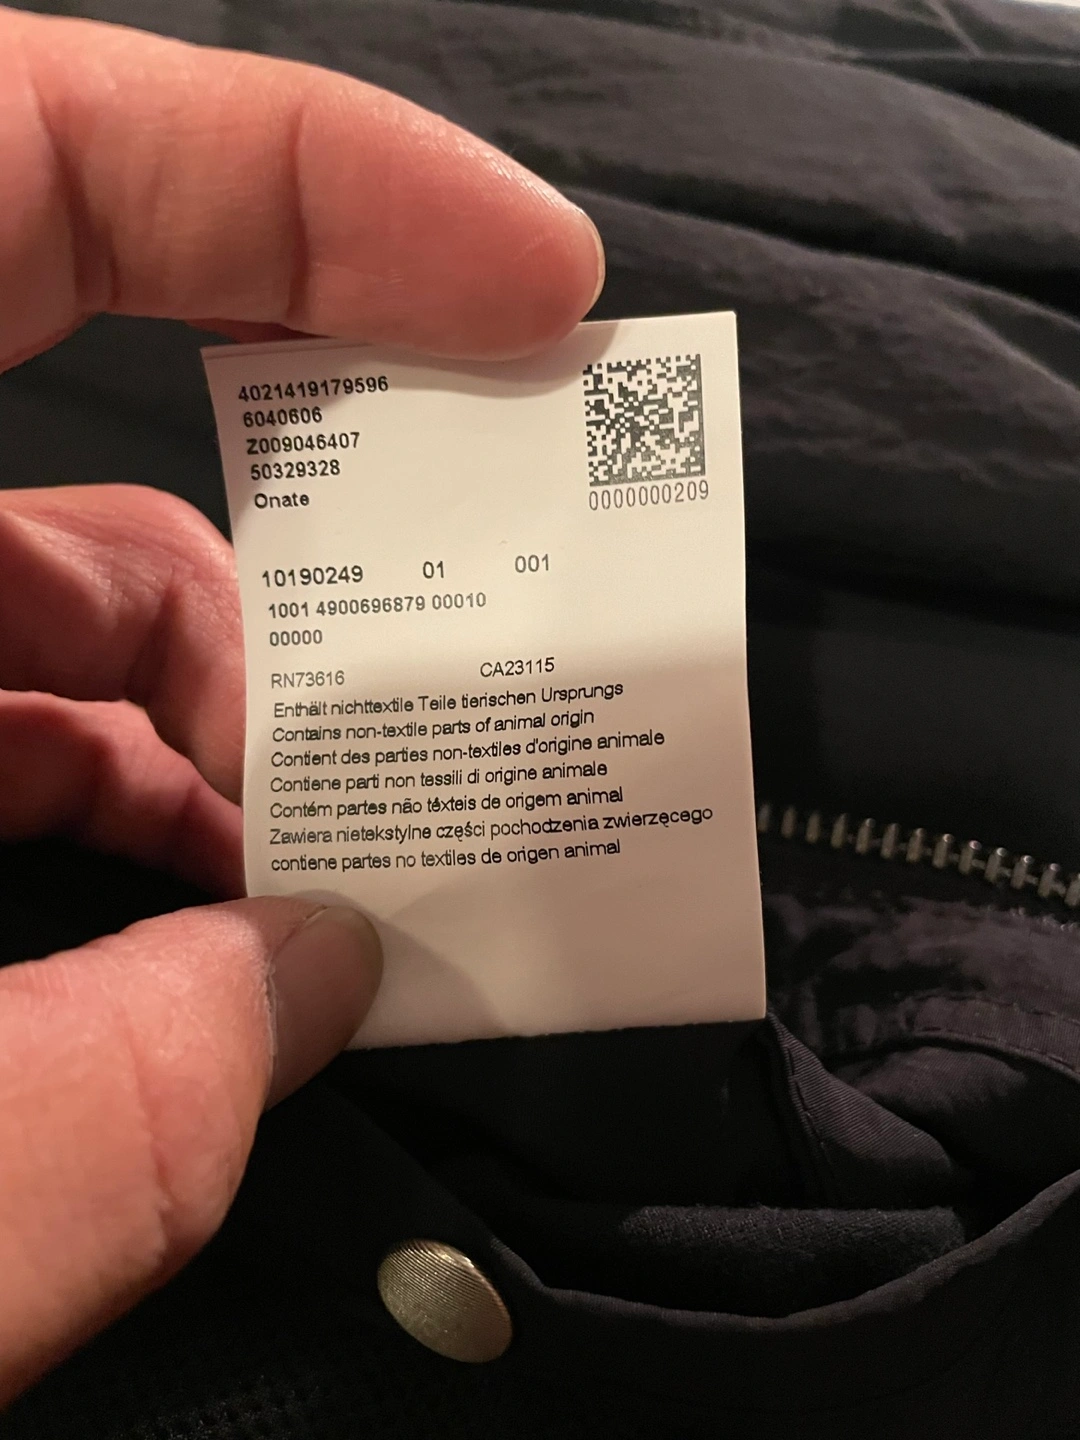 4021419179596
6040606
Z009046407
50329328
Onate
0000000209
10190249 01 001
1001 4900696879 00010
00000
RN73616 CA23115
Enthält nichttextile Teile tierischen Ursprungs
Contains non-textile parts of animal origin
Contient des parties non-textiles d'origine animale
Contiene parti non tessili di origine animale
Contém partes não têxteis de origem animal
Zawiera nietekstylne części pochodzenia zwierzęcego
contiene partes no textiles de origen animal